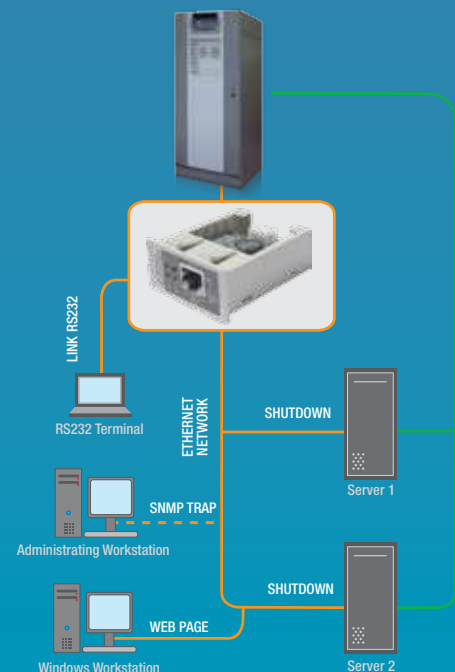 LINK RS232
RS232 Terminal
ETHERNET
NETWORK
SHUTDOWN
Server 1
SNMP TRAP
Administrating Workstation
SHUTDOWN
WEB PAGE
Windows Workstation
Server 2